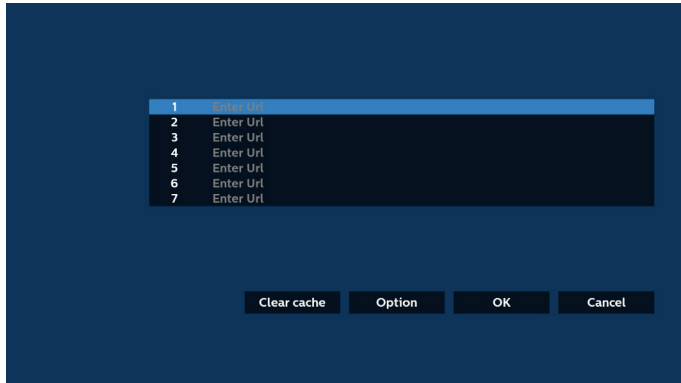 1 Enter Url
2 Enter Url
3 Enter Url
4 Enter Url
5 Enter Url
6 Enter Url
7 Enter Url
Clear cache Option OK Cancel